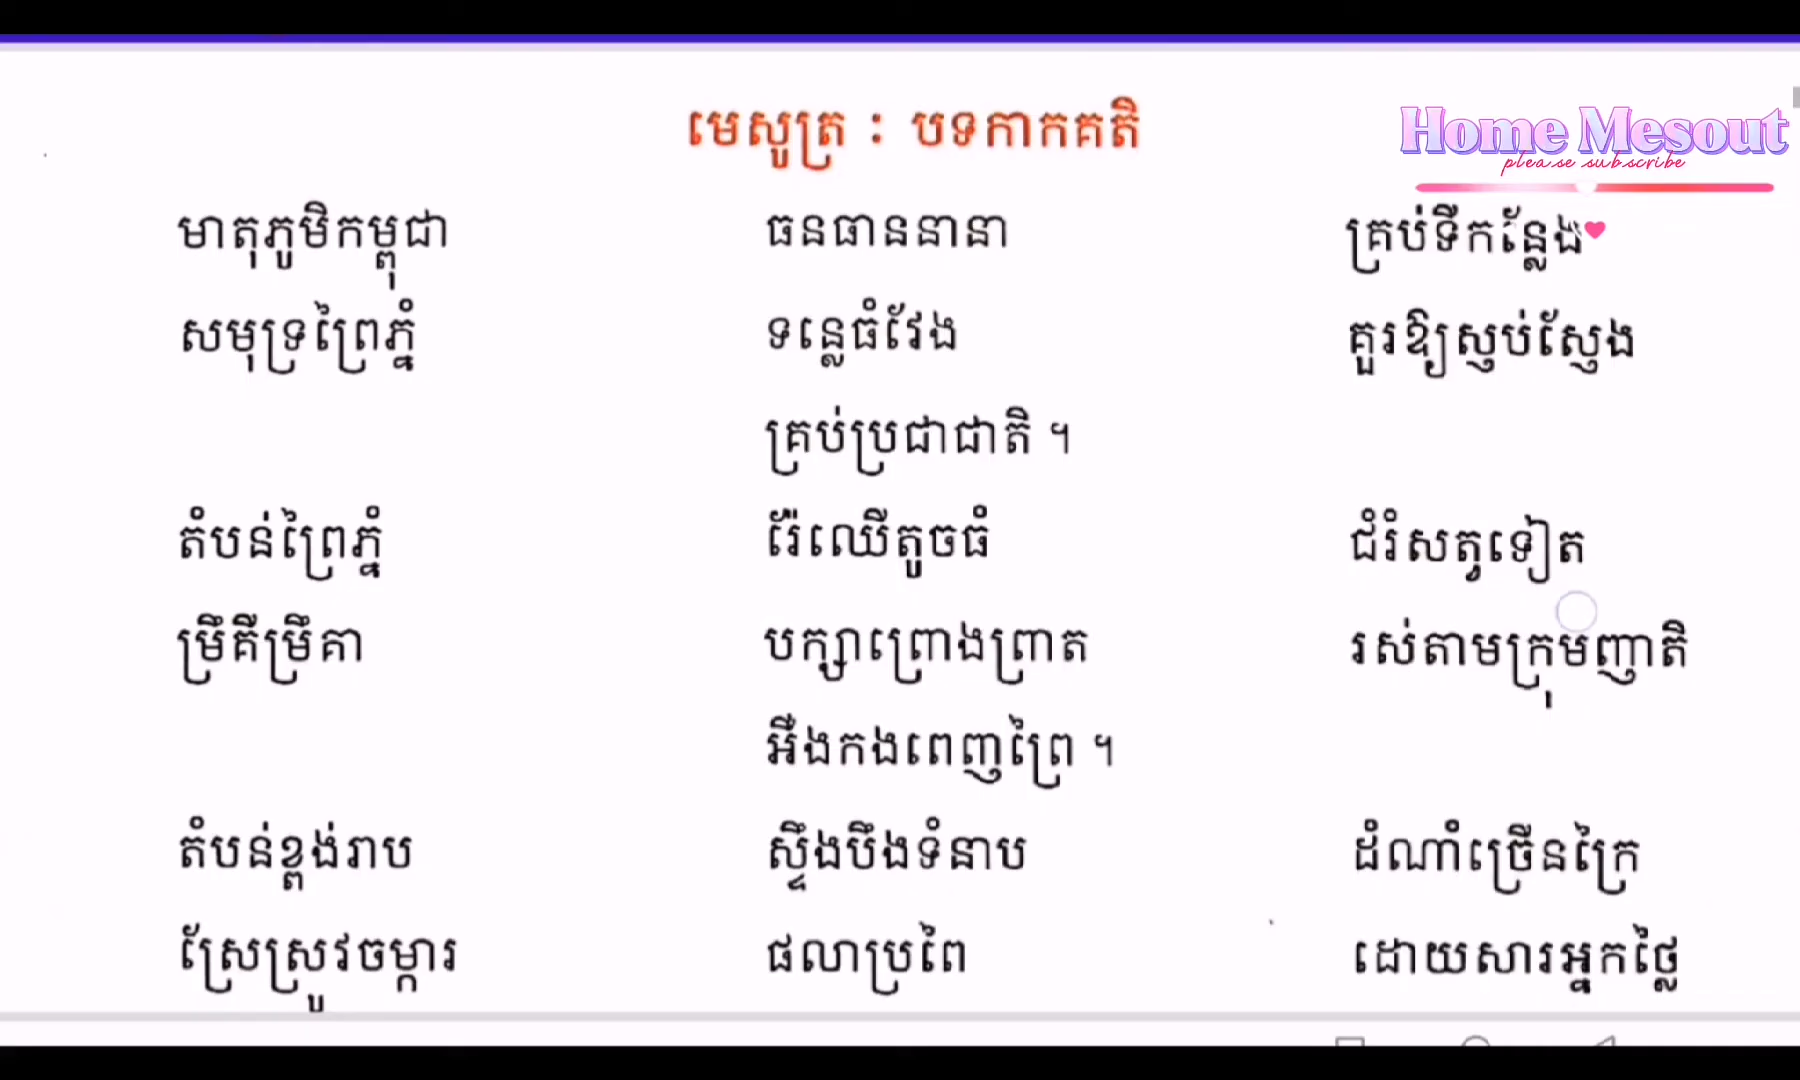 មេសូត្រ ៖ បទកាកគតិ
Home Mesout
please subscribe
មាតុភូមិកម្ពុជា ធនធាននានា គ្រប់ទីកន្លែង
សមុទ្រព្រៃភ្នំ ទន្លេធំវែង គួរឱ្យស្ញប់ស្ញែង
គ្រប់ប្រជាជាតិ ។
តំបន់ព្រៃភ្នំ រ៉ែឈើតូចធំ ជំរំសត្វទៀត
ម្រឹគីម្រឹគា បក្សាព្រោងព្រាត រស់តាមក្រុមញាតិ
អឺងកងពេញព្រៃ ។
តំបន់ខ្ពង់រាប ស្ទឹងបឹងទំនាប ដំណាំច្រើនក្រៃ
ស្រែស្រូវចម្ការ ផលាប្រពៃ ដោយសារអ្នកថ្លៃ